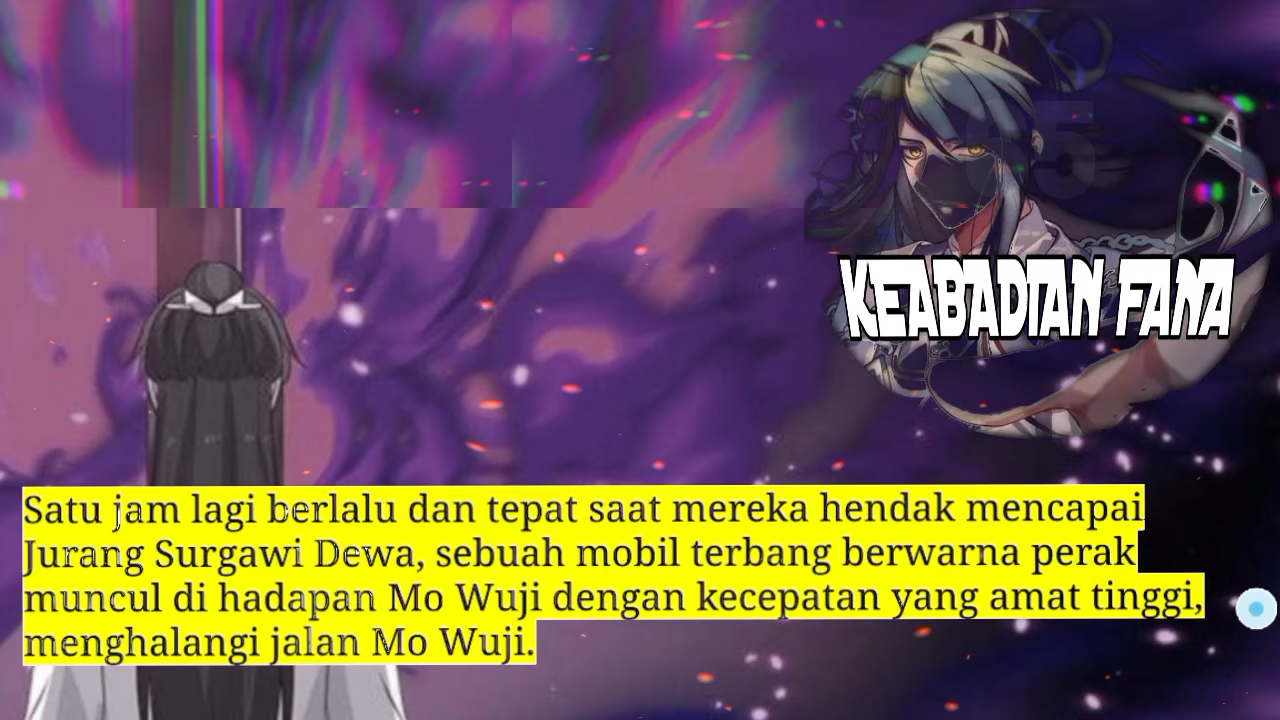 KEABADIAN FANA
Satu jam lagi berlalu dan tepat saat mereka hendak mencapai
Jurang Surgawi Dewa, sebuah mobil terbang berwarna perak
muncul di hadapan Mo Wuji dengan kecepatan yang amat tinggi,
menghalangi jalan Mo Wuji.